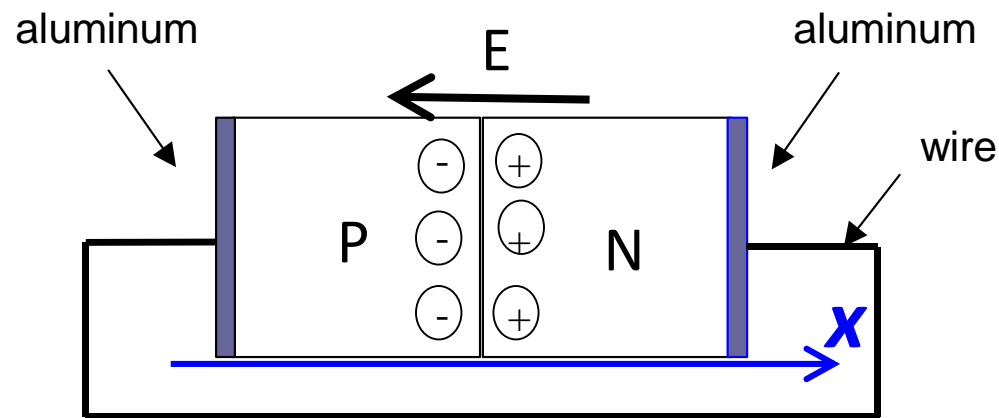 aluminum
E
aluminum
wire
- +
P - + N
- +
X